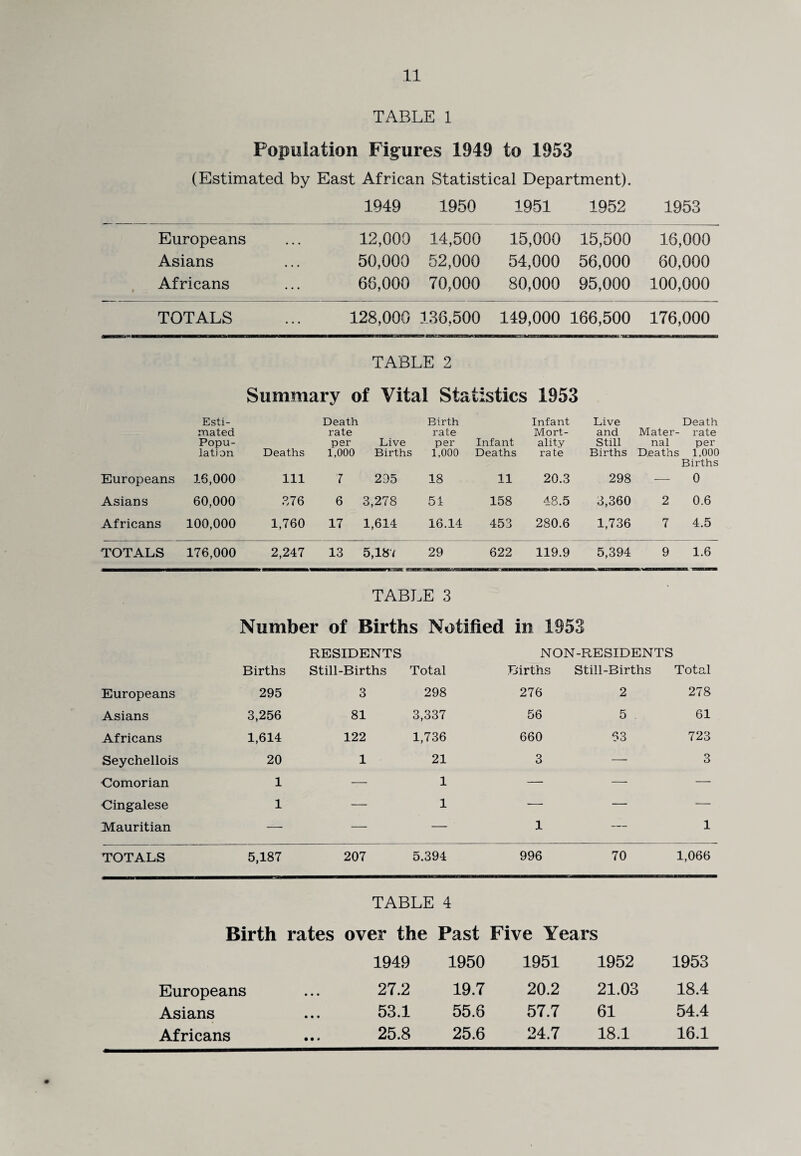 11
TABLE 1
Population Figures 1949 to 1953
(Estimated by East African Statistical Department).
1949 1950 1951 1952 1953
Europeans ... 12,000 14,500 15,000 15,500 16,000
Asians ... 50,000 52,000 54,000 56,000 60,000
Africans ... 66,000 70,000 80,000 95,000 100,000
TOTALS ... 128,000 136,500 149,000 166,500 176,000
TABLE 2
Summary of Vital Statistics 1953
Esti- Death Birth Infant Live Death
mated rate rate Mort- and Mater- rate
Popu- per Live per Infant ality Still nal per
lation Deaths 1,000 Births 1,000 Deaths rate Births Deaths 1,000
Births
Europeans 16,000 111 7 295 18 11 20.3 298 — 0
Asians 60,000 376 6 3,278 54 158 48.5 3,360 2 0.6
Africans 100,000 1,760 17 1,614 16.14 453 280.6 1,736 7 4.5
TOTALS 176,000 2,247 13 5,187 29 622 119.9 5,394 9 1.6
TABLE 3
Number of Births Notified in 1953
RESIDENTS NON-RESIDENTS
Births Still-Births Total Births Still-Births Total
Europeans 295 3 298 276 2 278
Asians 3,256 81 3,337 56 5 61
Africans 1,614 122 1,736 660 63 723
Seychellois 20 1 21 3 — 3
Comorian 1 — 1 — — —
Cingalese 1 — 1 — — —
Mauritian — — — 1 — 1
TOTALS 5,187 207 5.394 996 70 1,066
TABLE 4
Birth rates over the Past Five Years
1949 1950 1951 1952 1953
Europeans ... 27.2 19.7 20.2 21.03 18.4
Asians ... 53.1 55.6 57.7 61 54.4
Africans ... 25.8 25.6 24.7 18.1 16.1